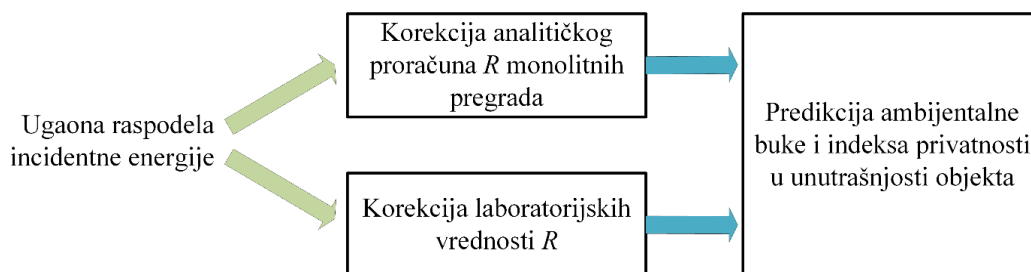 Ugaona raspodela
incidentne energije
Korekcija analitičkog
proračuna R monolitnih
pregrada
Korekcija laboratorijskih
vrednosti R
Predikcija ambijentalne
buke i indeksa privatnosti
u unutrašnjosti objekta